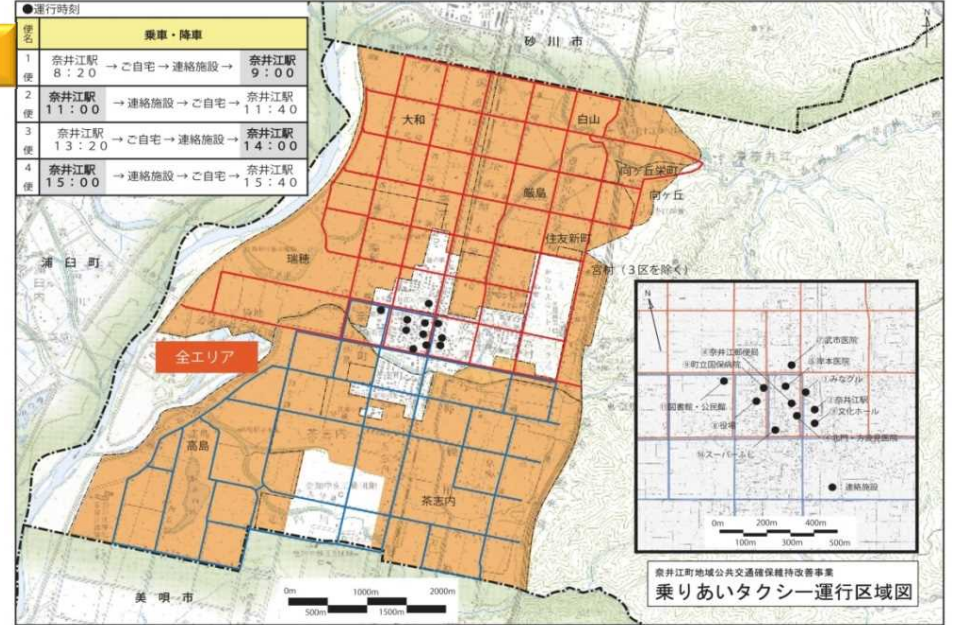 ●運行時刻
便名 乗車・降車
1便 奈井江駅 8：20 → ご自宅 → 連絡施設 → 奈井江駅 9：00
2便 奈井江駅 11：00 → 連絡施設 → ご自宅 → 奈井江駅 11：40
3便 奈井江駅 13：20 → ご自宅 → 連絡施設 → 奈井江駅 14：00
4便 奈井江駅 15：00 → 連絡施設 → ご自宅 → 奈井江駅 15：40
砂川市
N
大和
白山
向ヶ丘栄町
向ヶ丘
厳島
住友新町
宮村（3区を除く）
瑞穂
浦臼町
全エリア
高島
茶志内
美唄市
0m 1000m 2000m
500m 1500m
N
武市医院
奈井江郵便局
町立国保病院
岸本医院
みなクル
奈井江駅
文化ホール
図書館・公民館
役場
スーパーふじ
●：連絡施設
0m 200m 400m
100m 300m 500m
奈井江町地域公共交通確保維持改善事業
乗りあいタクシー運行区域図